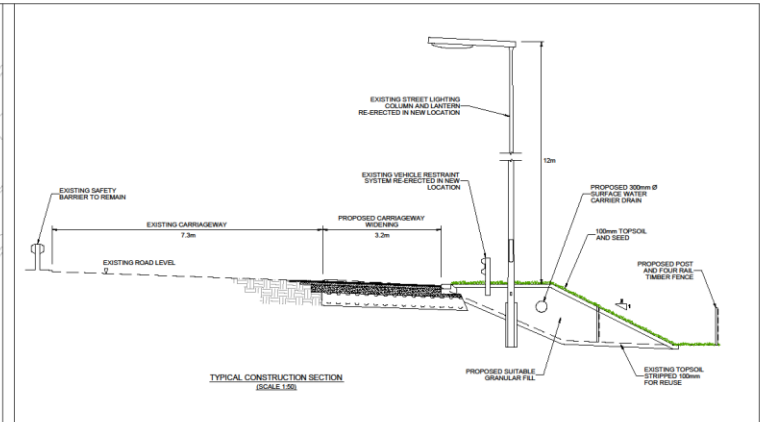 EXISTING STREET LIGHTING
COLUMN AND LANTERN
RE-ERECTED IN NEW LOCATION
12m
EXISTING VEHICLE RESTRAINT
SYSTEM RE-ERECTED IN NEW
LOCATION
PROPOSED 300mm Ø
SURFACE WATER
CARRIER DRAIN
EXISTING SAFETY
BARRIER TO REMAIN
EXISTING CARRIAGEWAY
7.3m
PROPOSED CARRIAGEWAY
WIDENING
3.2m
100mm TOPSOIL
AND SEED
EXISTING ROAD LEVEL
PROPOSED POST
AND FOUR RAIL
TIMBER FENCE
1
TYPICAL CONSTRUCTION SECTION
(SCALE 1:50)
PROPOSED SUITABLE
GRANULAR FILL
EXISTING TOPSOIL
STRIPPED 100mm
FOR REUSE